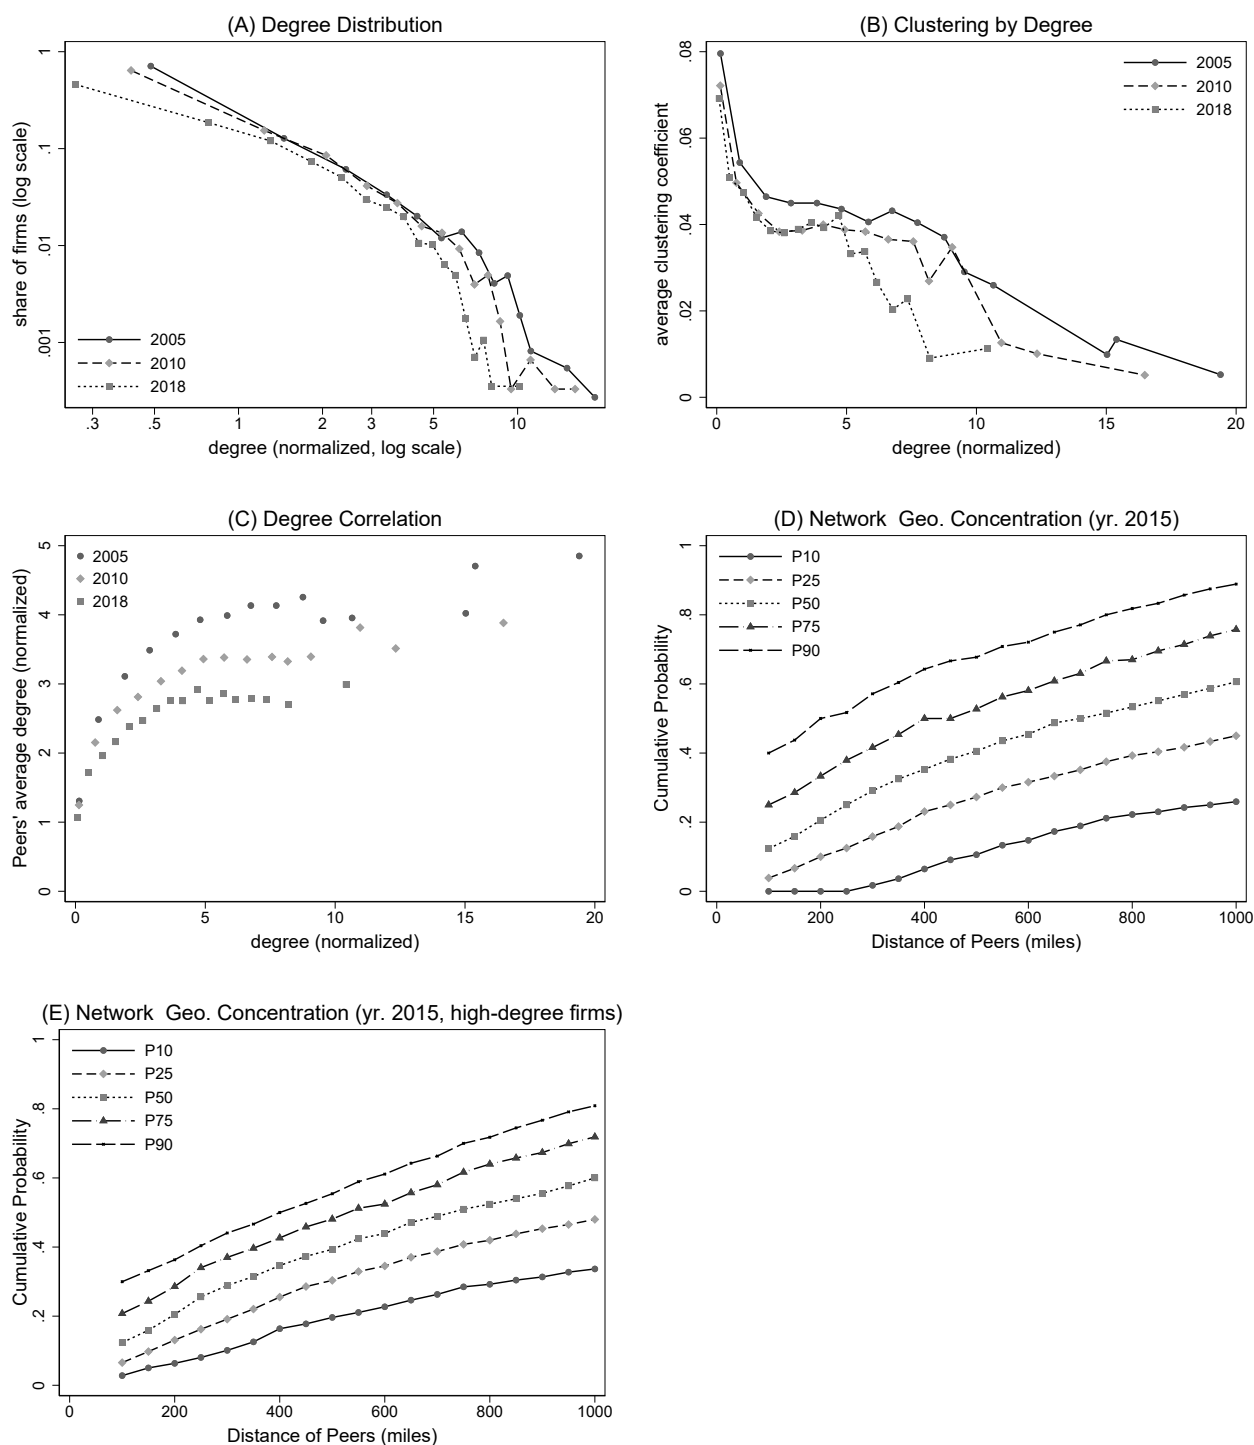 (A) Degree Distribution
share of firms (log scale)
1
.1
.01
.001
2005
2010
2018
.3 .5 1 2 3 5 10
degree (normalized, log scale)
(B) Clustering by Degree
average clustering coefficient
.08
.06
.04
.02
0
2005
2010
2018
0 5 10 15 20
degree (normalized)
(C) Degree Correlation
Peers' average degree (normalized)
5
4
3
2
1
0
2005
2010
2018
0 5 10 15 20
degree (normalized)
(D) Network Geo. Concentration (yr. 2015)
Cumulative Probability
1
.8
.6
.4
.2
0
P10
P25
P50
P75
P90
0 200 400 600 800 1000
Distance of Peers (miles)
(E) Network Geo. Concentration (yr. 2015, high-degree firms)
Cumulative Probability
1
.8
.6
.4
.2
0
P10
P25
P50
P75
P90
0 200 400 600 800 1000
Distance of Peers (miles)